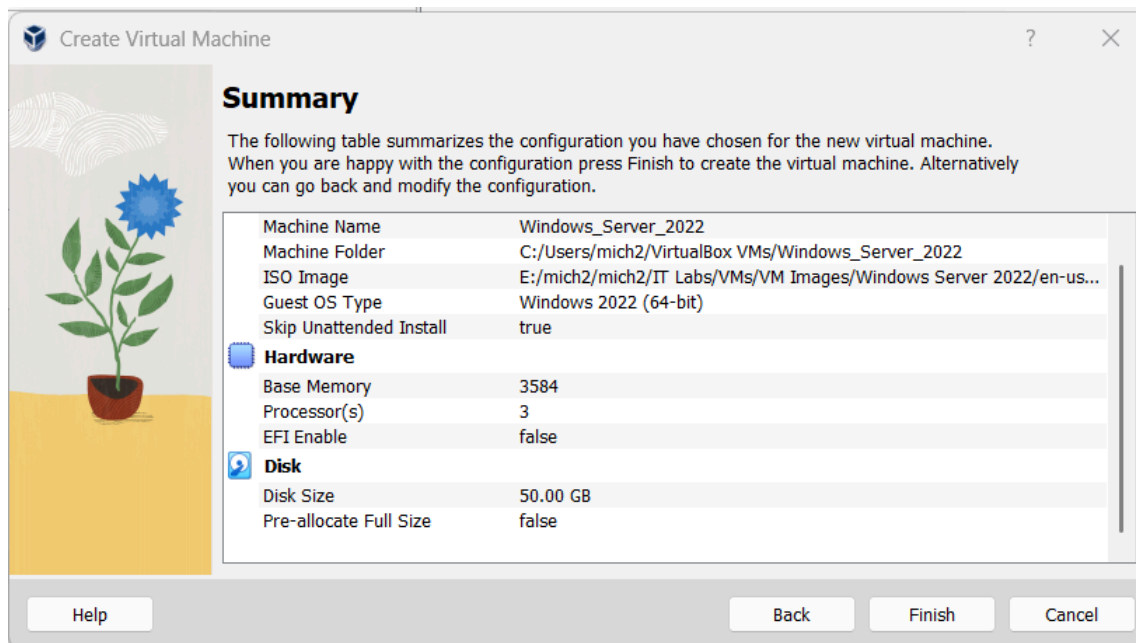 Create Virtual Machine
?
Summary
The following table summarizes the configuration you have chosen for the new virtual machine.
When you are happy with the configuration press Finish to create the virtual machine. Alternatively
you can go back and modify the configuration.
Machine Name Windows_Server_2022
Machine Folder C:/Users/mich2/VirtualBox VMs/Windows_Server_2022
ISO Image E:/mich2/mich2/IT Labs/VMs/VM Images/Windows Server 2022/en-us...
Guest OS Type Windows 2022 (64-bit)
Skip Unattended Install true
Hardware
Base Memory 3584
Processor(s) 3
EFI Enable false
Disk
Disk Size 50.00 GB
Pre-allocate Full Size false
Help Back Finish Cancel